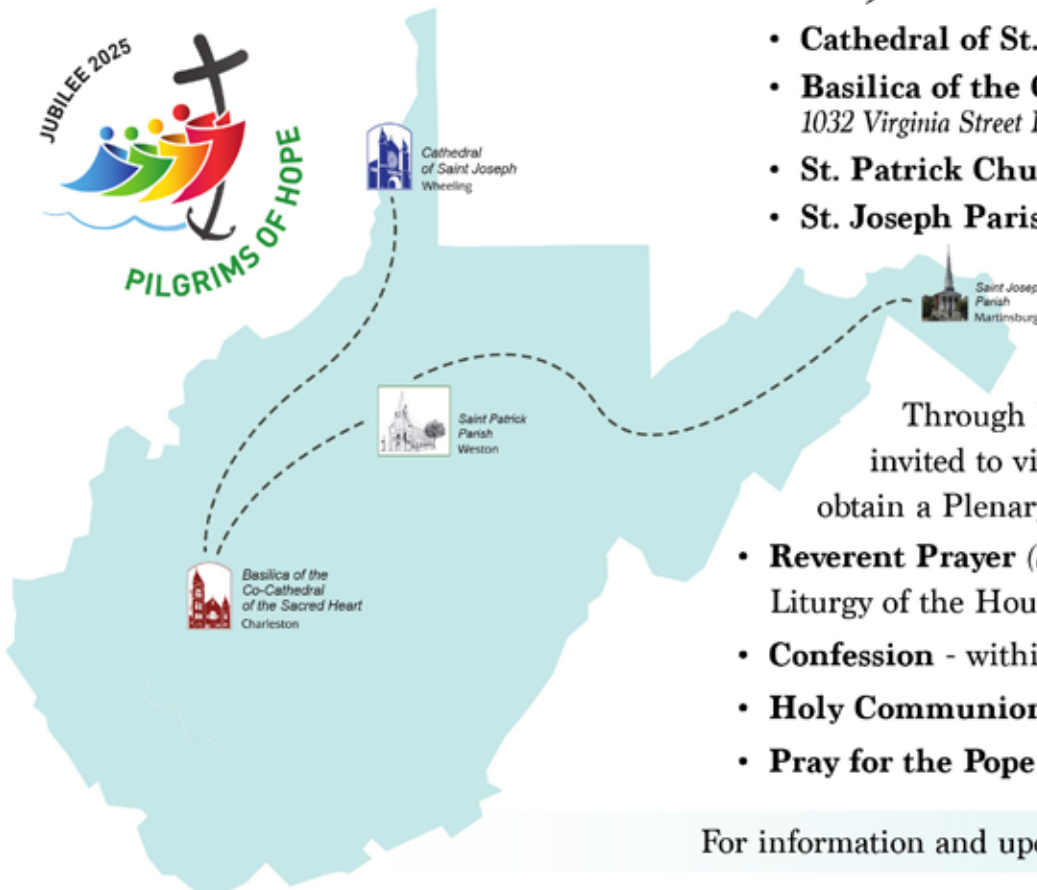 JUBILEE 2025
PILGRIMS OF HOPE
Cathedral
of Saint Joseph
Wheeling
Saint Patrick
Parish
Weston
Basilica of the
Co-Cathedral
of the Sacred Heart
Charleston
Saint Joseph
Parish
Martinsburg
• Cathedral of St.
• Basilica of the
1032 Virginia Street
• St. Patrick Chu
• St. Joseph Paris
Through
invited to vi
obtain a Plenar
• Reverent Prayer (
Liturgy of the Hou
• Confession - withi
• Holy Communion
• Pray for the Pope
For information and upd